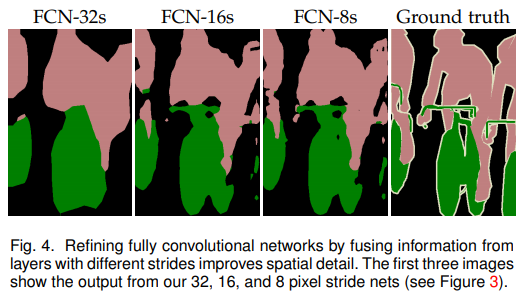 FCN-32s FCN-16s FCN-8s Ground truth
Fig. 4. Refining fully convolutional networks by fusing information from
layers with different strides improves spatial detail. The first three images
show the output from our 32, 16, and 8 pixel stride nets (see Figure 3).